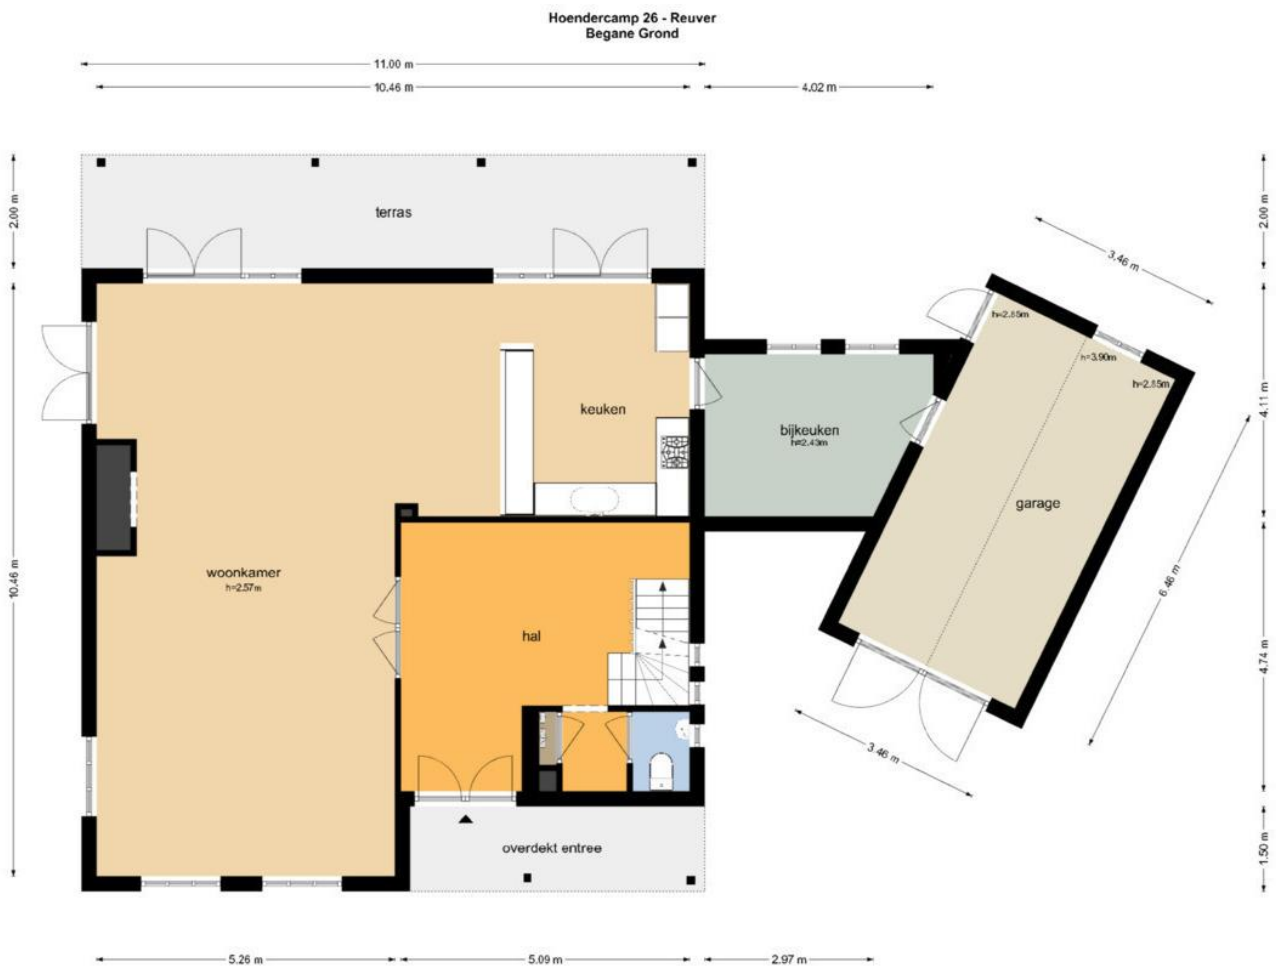 Hoendercamp 26 - Reuver
Begane Grond
11.00 m
10.46 m
4.02 m
2.00 m
2.00 m
terras
3.46 m
h=2.85m
h=3.90m
h=2.85m
keuken
4.11 m
bijkeuken
h=2.43m
garage
woonkamer
h=2.57m
10.46 m
6.46 m
hal
4.74 m
3.46 m
overdekt entree
1.50 m
5.26 m
5.09 m
2.97 m